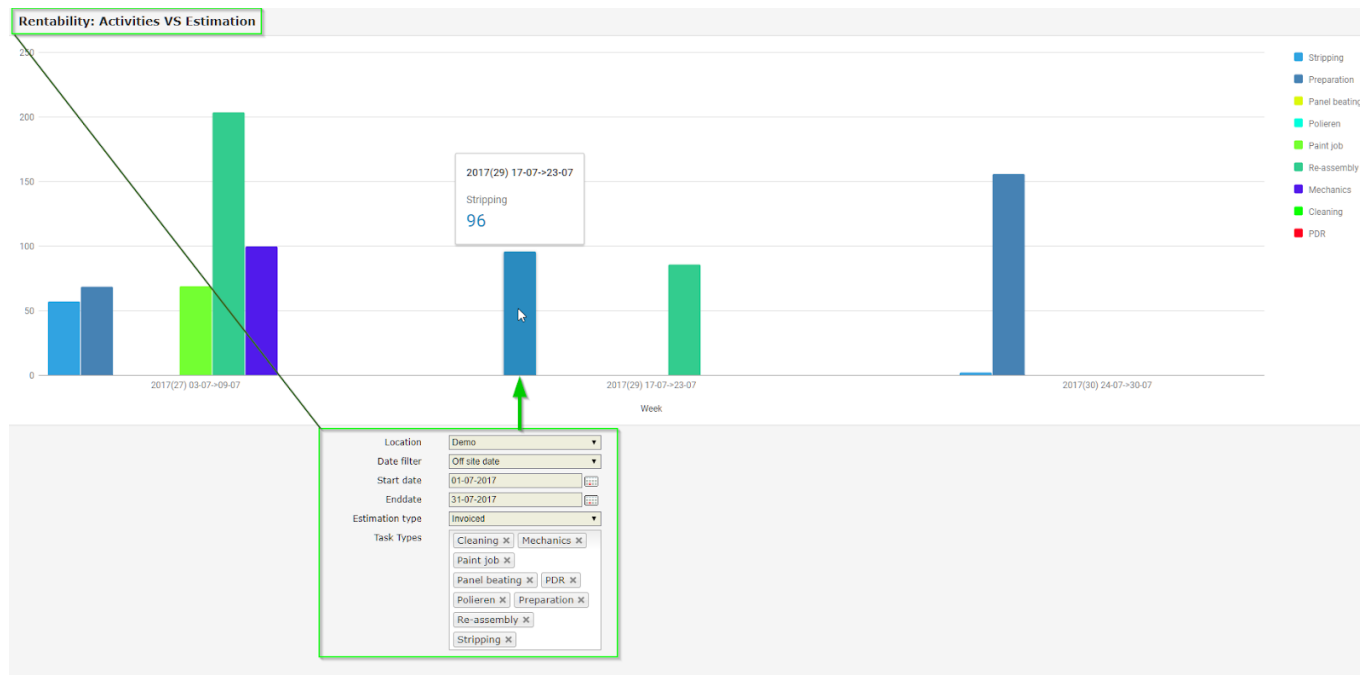 Rentability: Activities VS Estimation
250
200
150
100
50
0
2017(29) 17-07->23-07
Stripping
96
2017(27) 03-07->09-07
2017(29) 17-07->23-07
2017(30) 24-07->30-07
Week
Stripping
Preparation
Panel beating
Polieren
Paint job
Re-assembly
Mechanics
Cleaning
PDR
Location Demo
Date filter Off site date
Start date 01-07-2017
Enddate 31-07-2017
Estimation type Invoiced
Task Types Cleaning × Mechanics ×
Paint job ×
Panel beating × PDR ×
Polieren × Preparation ×
Re-assembly ×
Stripping ×